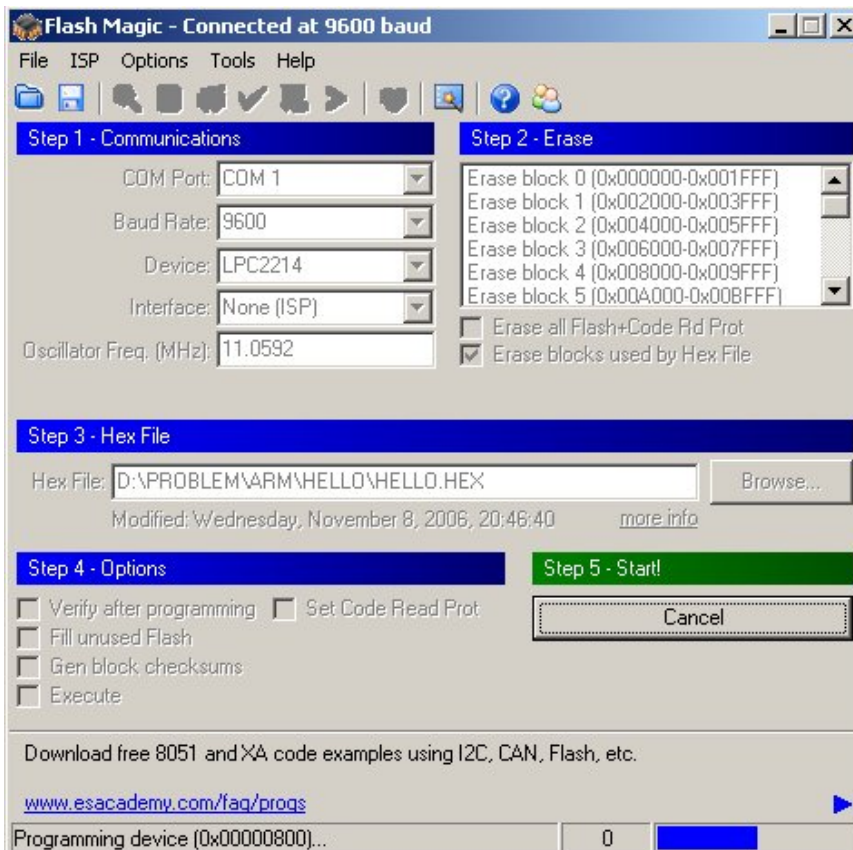 Flash Magic - Connected at 9600 baud
File ISP Options Tools Help
Step 1 - Communications
COM Port: COM 1
Baud Rate: 9600
Device: LPC2214
Interface: None (ISP)
Oscillator Freq. (MHz): 11.0592
Step 2 - Erase
Erase block 0 (0x000000-0x001FFF)
Erase block 1 (0x002000-0x003FFF)
Erase block 2 (0x004000-0x005FFF)
Erase block 3 (0x006000-0x007FFF)
Erase block 4 (0x008000-0x009FFF)
Erase block 5 (0x00A000-0x00BFFF)
Erase all Flash+Code Rd Prot
Erase blocks used by Hex File
Step 3 - Hex File
Hex File: D:\PROBLEM\ARM\HELLO\HELLO.HEX Browse...
Modified: Wednesday, November 8, 2006, 20:46:40 more info
Step 4 - Options
Verify after programming Set Code Read Prot
Fill unused Flash
Gen block checksums
Execute
Step 5 - Start!
Cancel
Download free 8051 and XA code examples using I2C, CAN, Flash, etc.
www.esacademy.com/faq/progs
Programming device (0x00000800)... 0